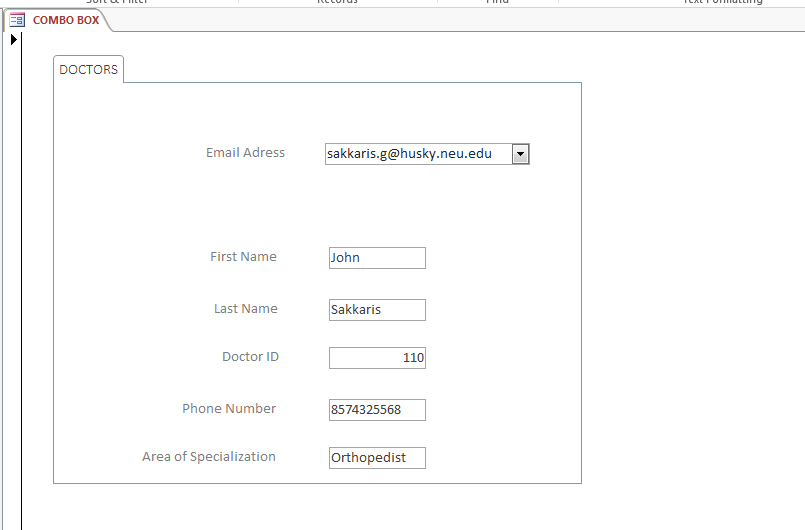 Sort & Filter Records Find Text Formatting
COMBO BOX
DOCTORS
Email Adress sakkaris.g@husky.neu.edu
First Name John
Last Name Sakkaris
Doctor ID 110
Phone Number 8574325568
Area of Specialization Orthopedist